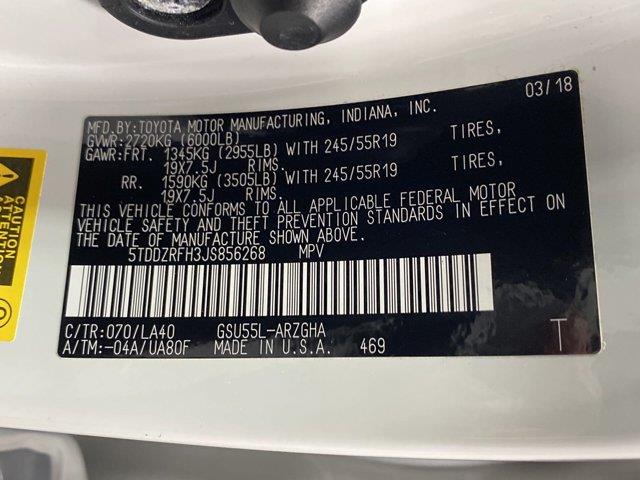 03/18
MFD.BY:TOYOTA MOTOR MANUFACTURING, INDIANA, INC.
GVWR:2720KG (6000LB)
GAWR:FRT. 1345KG (2955LB) WITH 245/55R19 TIRES,
19X7.5J RIMS.
RR. 1590KG (3505LB) WITH 245/55R19 TIRES,
19X7.5J RIMS.
THIS VEHICLE CONFORMS TO ALL APPLICABLE FEDERAL MOTOR
VEHICLE SAFETY AND THEFT PREVENTION STANDARDS IN EFFECT ON
THE DATE OF MANUFACTURE SHOWN ABOVE.
5TDDZRFH3JS856268 MPV
C/TR:070/LA40 GSU55L-ARZGHA
A/TM:-04A/UA80F MADE IN U.S.A. 469 T
CAUTION
ATTENTION